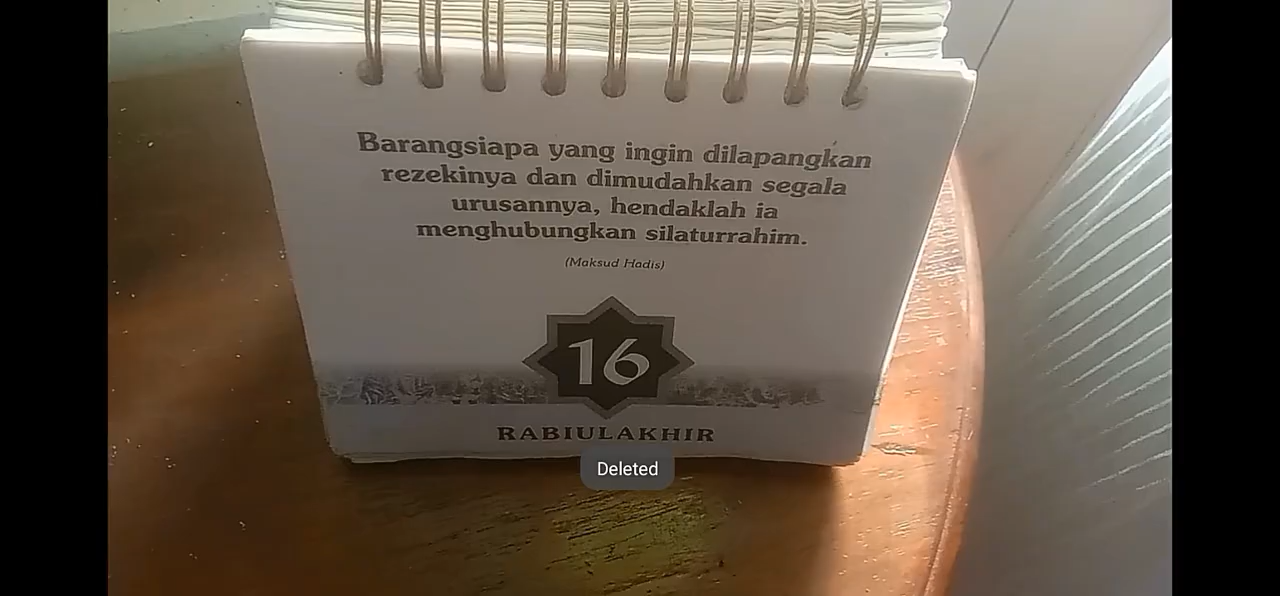 Barangsiapa yang ingin dilapangkan
rezekinya dan dimudahkan segala
urusannya, hendaklah ia
menghubungkan silaturrahim.
(Maksud Hadis)
16
RABIULAKHIR
Deleted